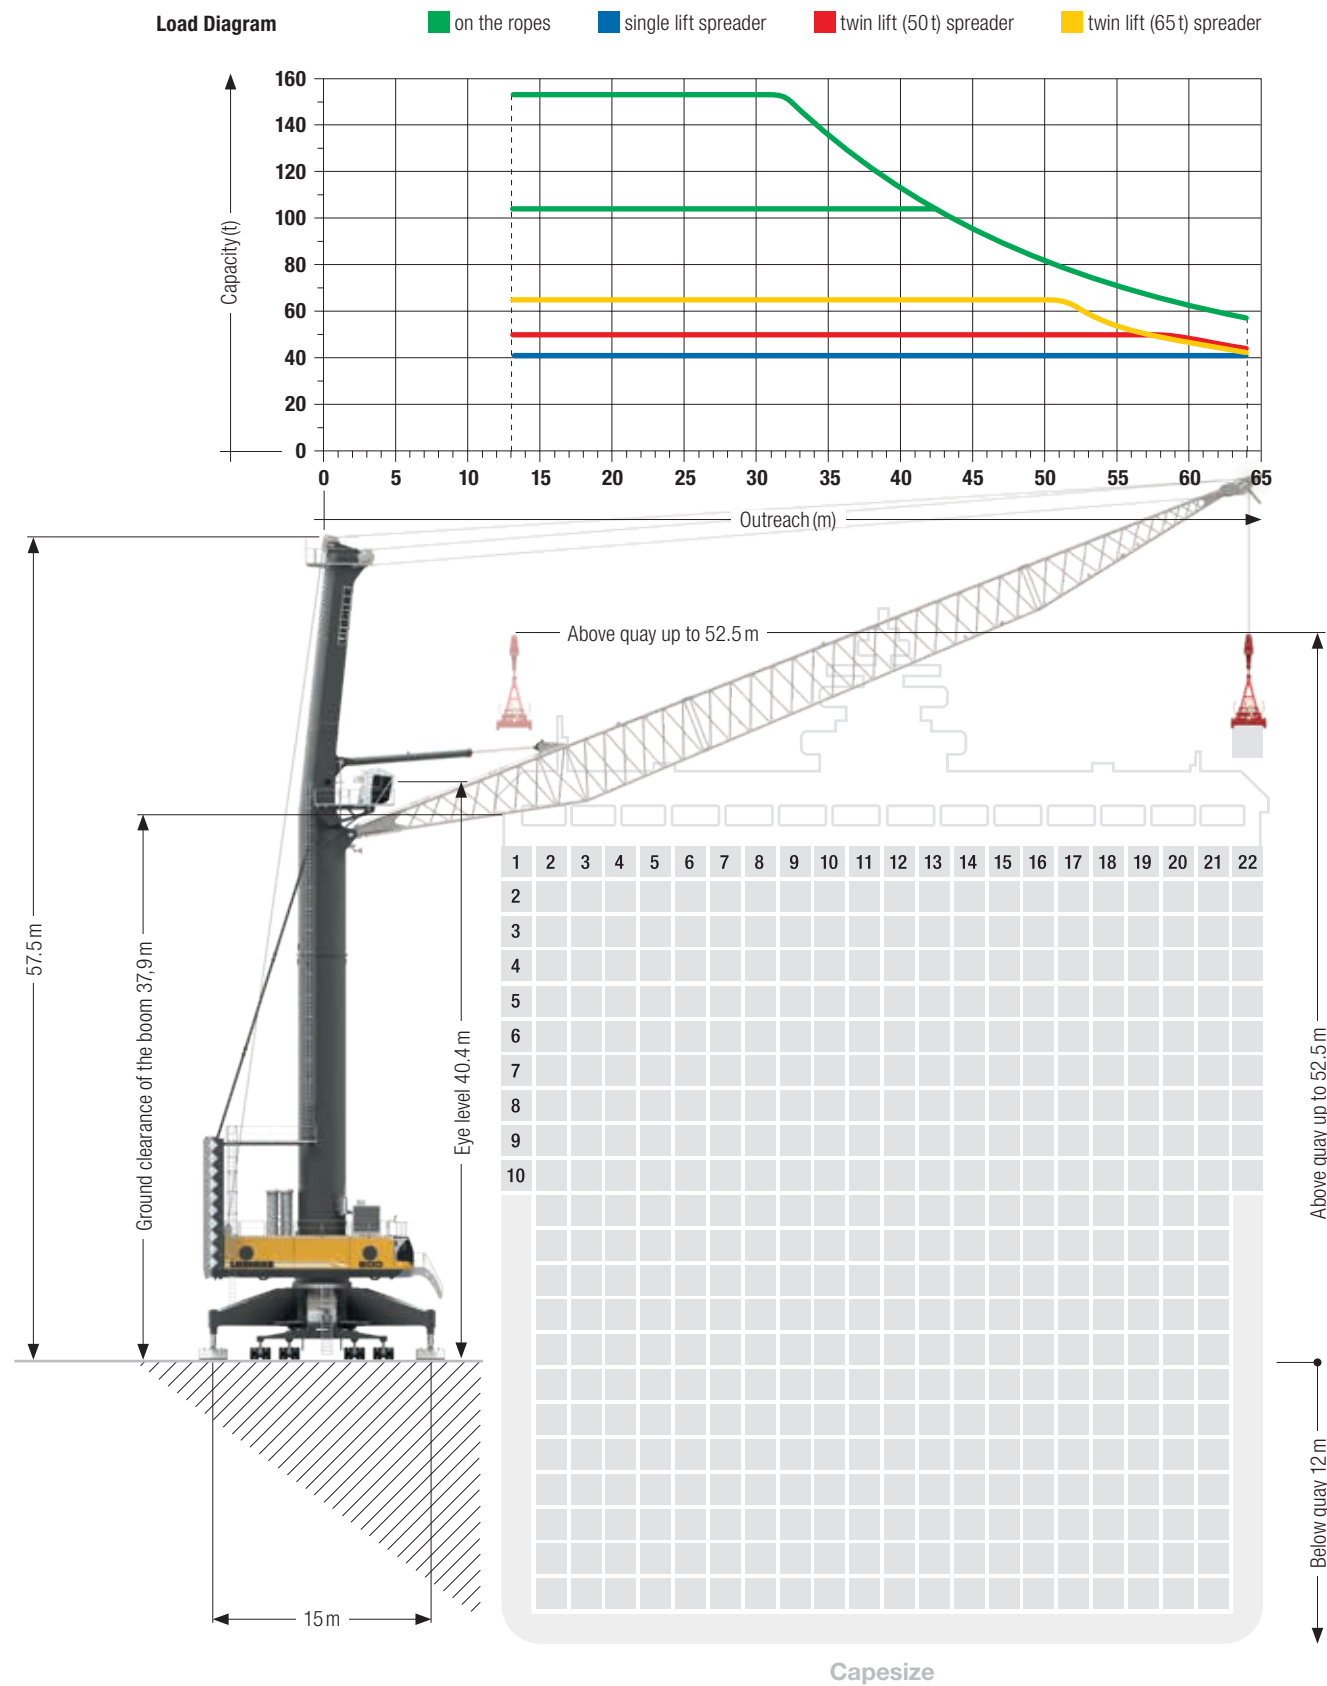 Load Diagram
on the ropes
single lift spreader
twin lift (50 t) spreader
twin lift (65 t) spreader
160
140
120
100
80
60
40
20
0
Capacity (t)
0 5 10 15 20 25 30 35 40 45 50 55 60 65
Outreach (m)
Above quay up to 52.5 m
57.5 m
Ground clearance of the boom 37,9 m
Eye level 40.4 m
Above quay up to 52.5 m
LIEBHERR
1 2 3 4 5 6 7 8 9 10 11 12 13 14 15 16 17 18 19 20 21 22
2
3
4
5
6
7
8
9
10
LIEBHERR 800
Below quay 12 m
15 m
Capesize